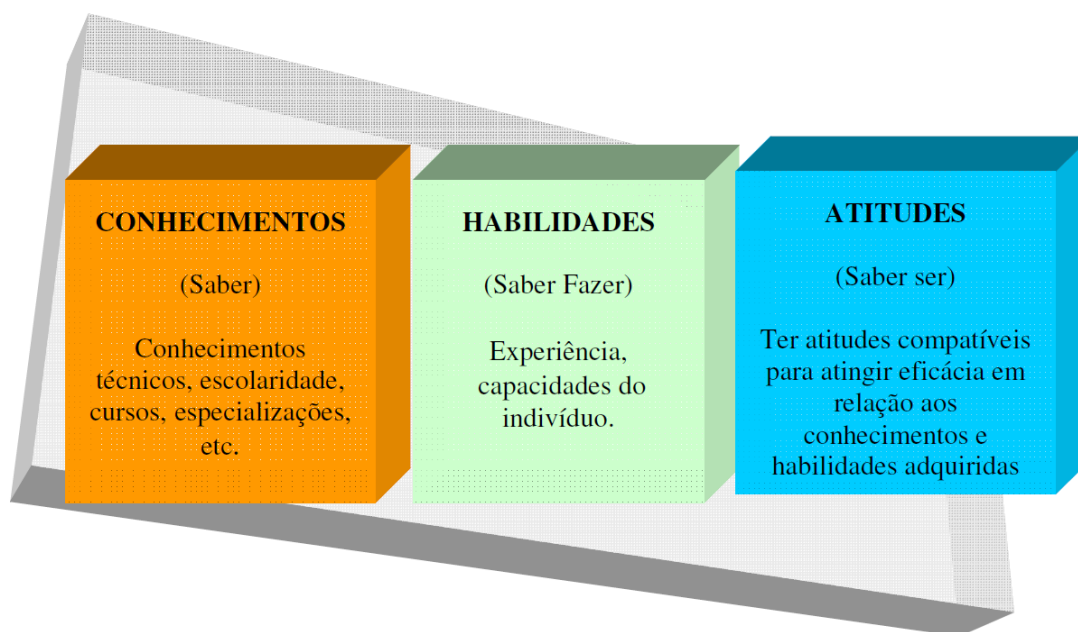 CONHECIMENTOS
(Saber)
Conhecimentos
técnicos, escolaridade,
cursos, especializações,
etc.
HABILIDADES
(Saber Fazer)
Experiência,
capacidades do
indivíduo.
ATITUDES
(Saber ser)
Ter atitudes compatíveis
para atingir eficácia em
relação aos
conhecimentos e
habilidades adquiridas